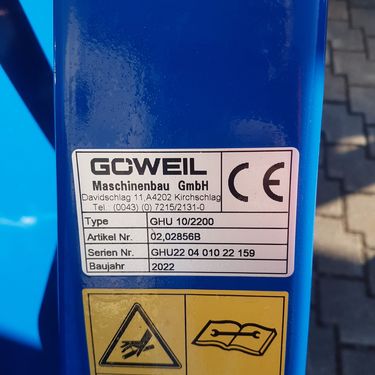 GÖWEIL
Maschinenbau GmbH
Davidschlag 11,A4202 Kirchschlag
Tel.: (0043) (0) 7215/2131-0
Type GHU 10/2200
Artikel Nr. 02,02856B
Serien Nr. GHU22 04 010 22 159
Baujahr 2022
CE